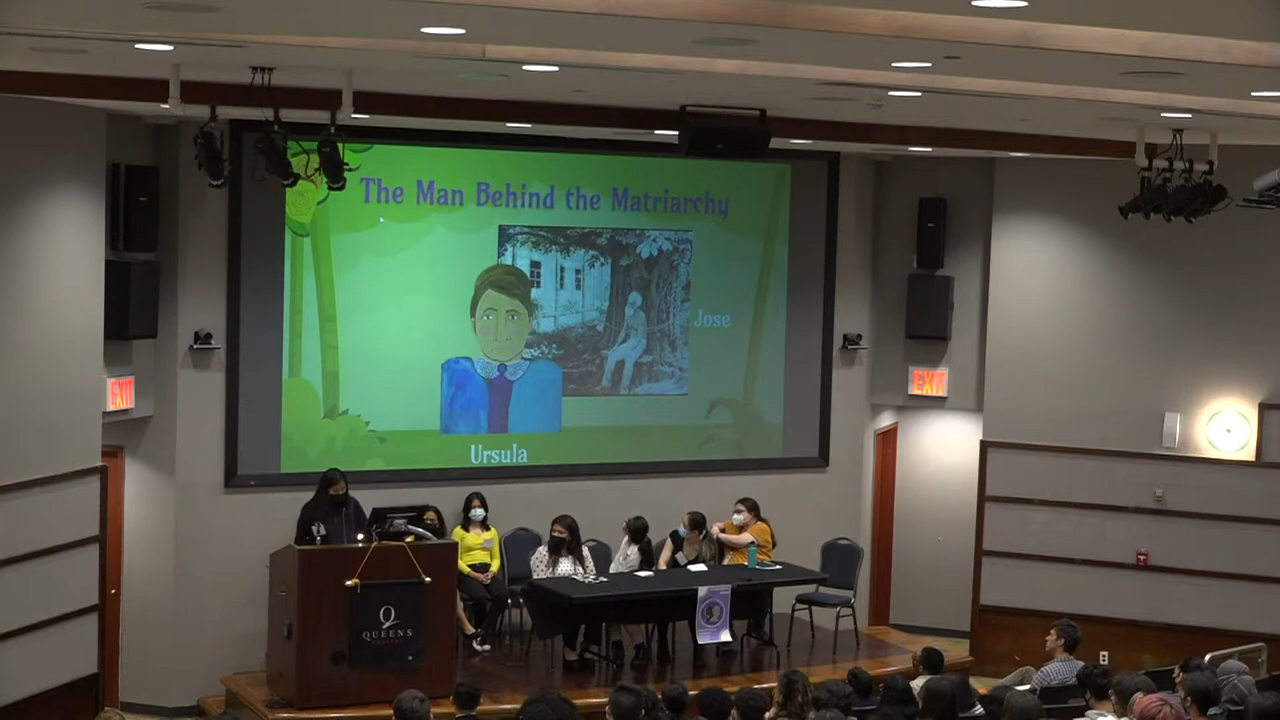 The Man Behind the Matriarchy
Jose
Ursula
EXIT
EXIT
QUEENS